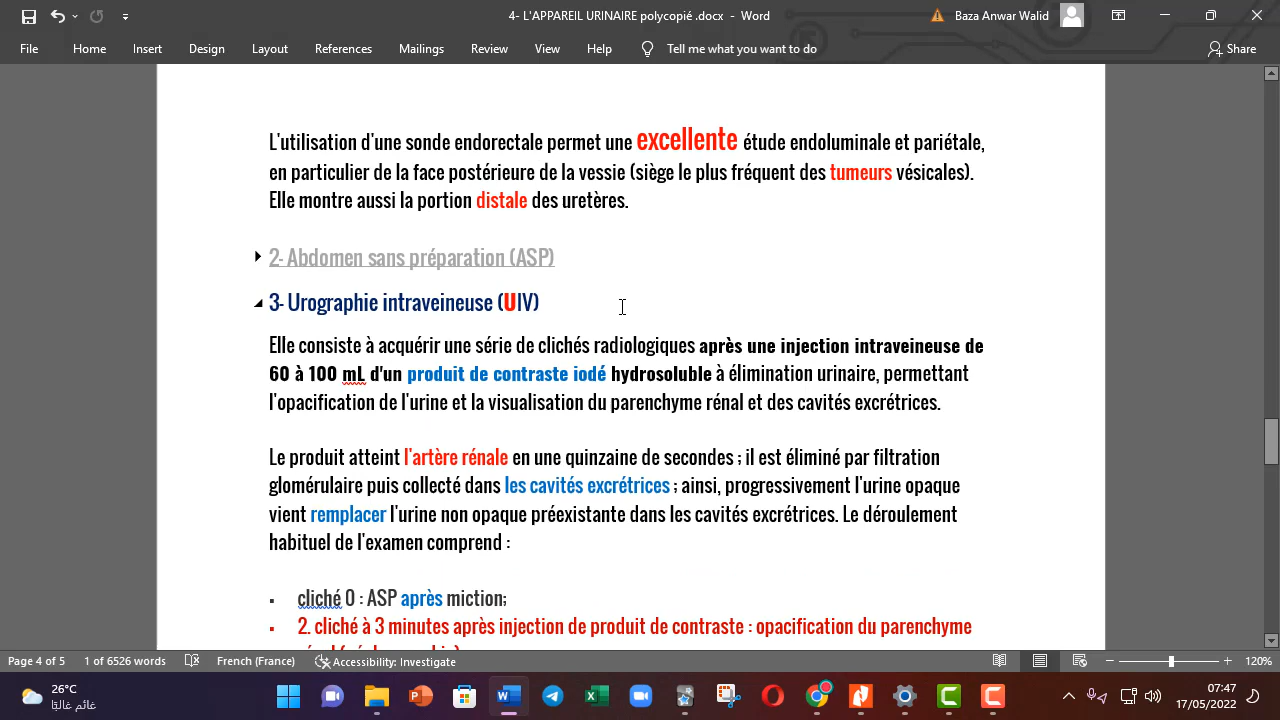 4- L'APPAREIL URINAIRE polycopié .docx - Word
Baza Anwar Walid
File Home Insert Design Layout References Mailings Review View Help Tell me what you want to do Share
L'utilisation d'une sonde endorectale permet une excellente étude endoluminale et pariétale,
en particulier de la face postérieure de la vessie (siège le plus fréquent des tumeurs vésicales).
Elle montre aussi la portion distale des uretères.
2- Abdomen sans préparation (ASP)
3- Urographie intraveineuse (UIV)
Elle consiste à acquérir une série de clichés radiologiques après une injection intraveineuse de
60 à 100 mL d'un produit de contraste iodé hydrosoluble à élimination urinaire, permettant
l'opacification de l'urine et la visualisation du parenchyme rénal et des cavités excrétrices.
Le produit atteint l'artère rénale en une quinzaine de secondes ; il est éliminé par filtration
glomérulaire puis collecté dans les cavités excrétrices ; ainsi, progressivement l'urine opaque
vient remplacer l'urine non opaque préexistante dans les cavités excrétrices. Le déroulement
habituel de l'examen comprend :
▪ cliché 0 : ASP après miction;
▪ 2. cliché à 3 minutes après injection de produit de contraste : opacification du parenchyme
Page 4 of 5 1 of 6526 words French (France) Accessibility: Investigate 120%
26°C
غائم غالبًا
07:47
17/05/2022